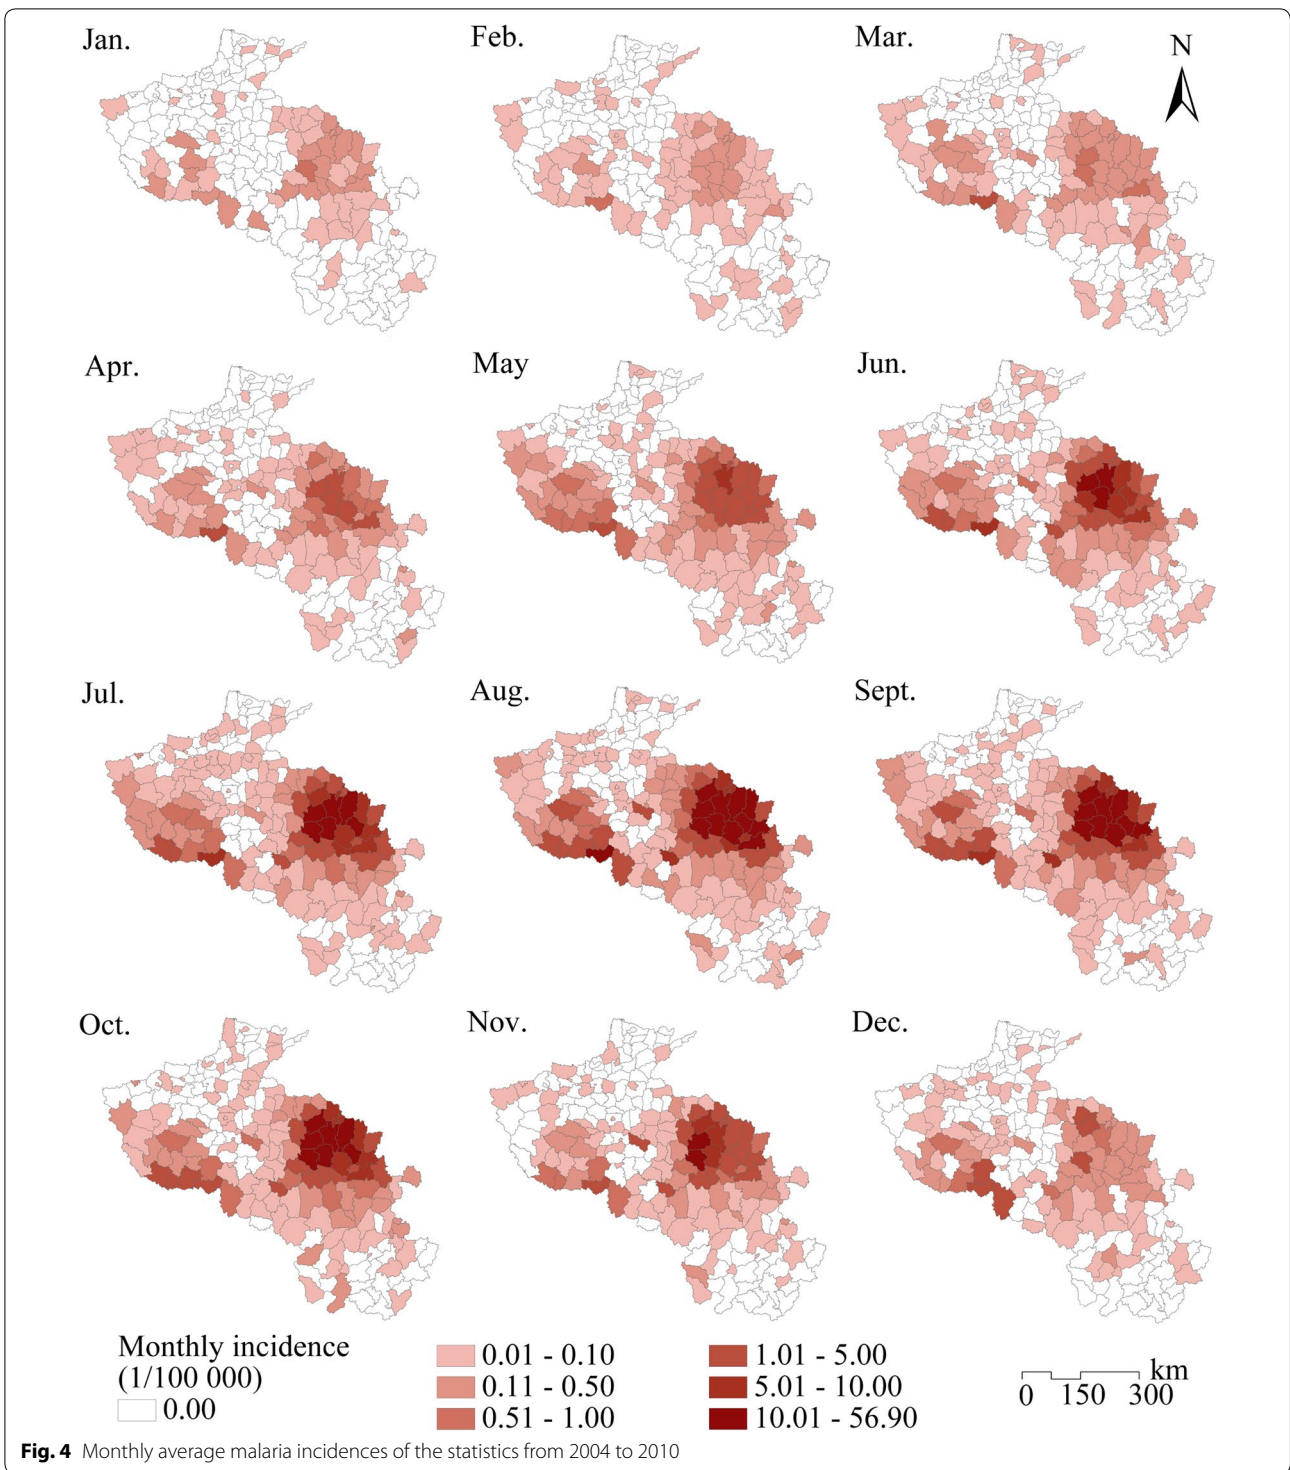 Jan.
Feb.
Mar.
N
Apr.
May
Jun.
Jul.
Aug.
Sept.
Oct.
Nov.
Dec.
Monthly incidence
(1/100 000)
0.00
0.01 - 0.10
0.11 - 0.50
0.51 - 1.00
1.01 - 5.00
5.01 - 10.00
10.01 - 56.90
km
0 150 300
Fig. 4 Monthly average malaria incidences of the statistics from 2004 to 2010